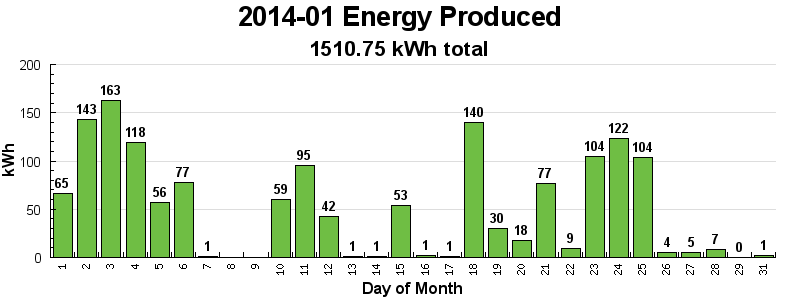 2014-01 Energy Produced
1510.75 kWh total
kWh
200
150
100
50
0
65 143 163 118 56 77 1 59 95 42 1 1 53 1 1 140 30 18 77 9 104 122 104 4 5 7 0 1
1 2 3 4 5 6 7 8 9 10 11 12 13 14 15 16 17 18 19 20 21 22 23 24 25 26 27 28 29 31
Day of Month